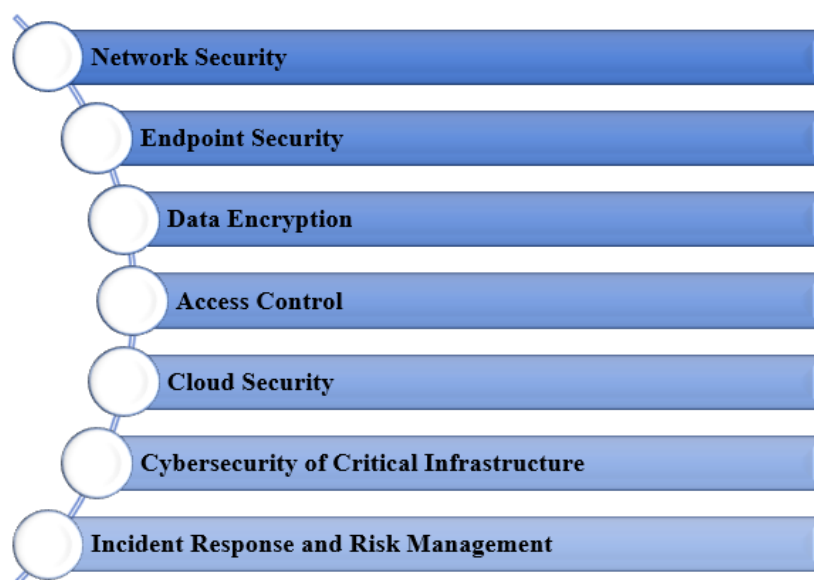 Network Security
Endpoint Security
Data Encryption
Access Control
Cloud Security
Cybersecurity of Critical Infrastructure
Incident Response and Risk Management